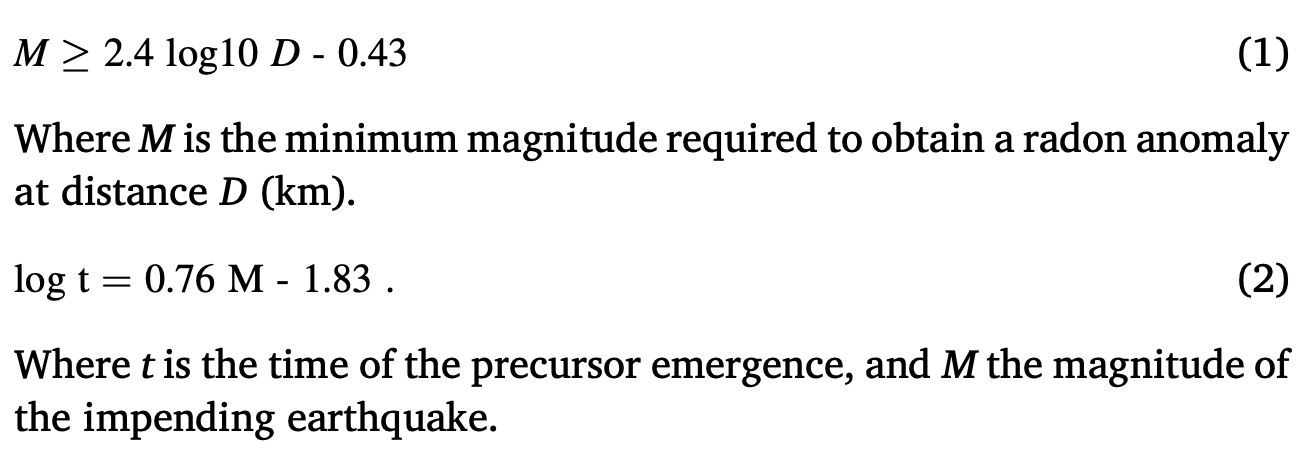 M ≥ 2.4 log10 D - 0.43 (1)
Where M is the minimum magnitude required to obtain a radon anomaly
at distance D (km).
log t = 0.76 M - 1.83 . (2)
Where t is the time of the precursor emergence, and M the magnitude of
the impending earthquake.